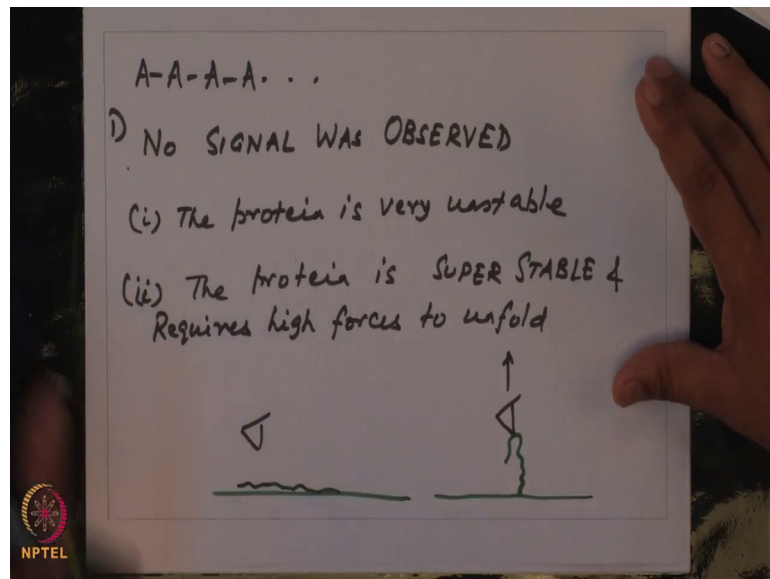 A-A-A-A...
1) NO SIGNAL WAS OBSERVED
(i) The protein is very unstable
(ii) The protein is SUPER STABLE &
Requires high forces to unfold
NPTEL